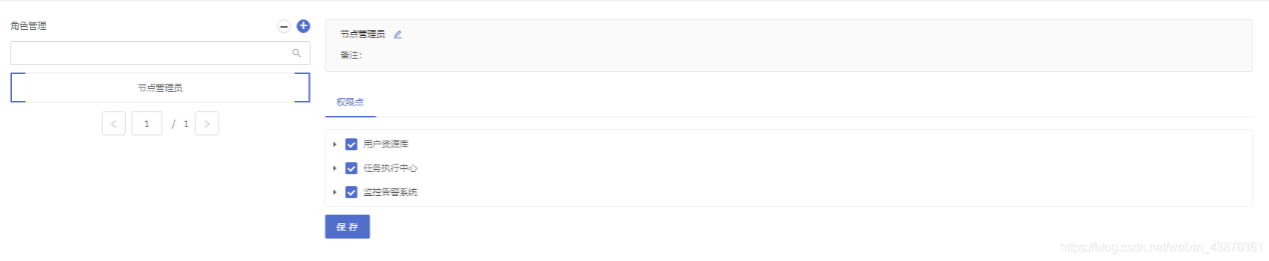 角色管理
节点管理员
1 / 1
节点管理员
备注：
权限点
用户资源库
任务执行中心
监控告警系统
保存
https://blog.csdn.net/weixin_43876361